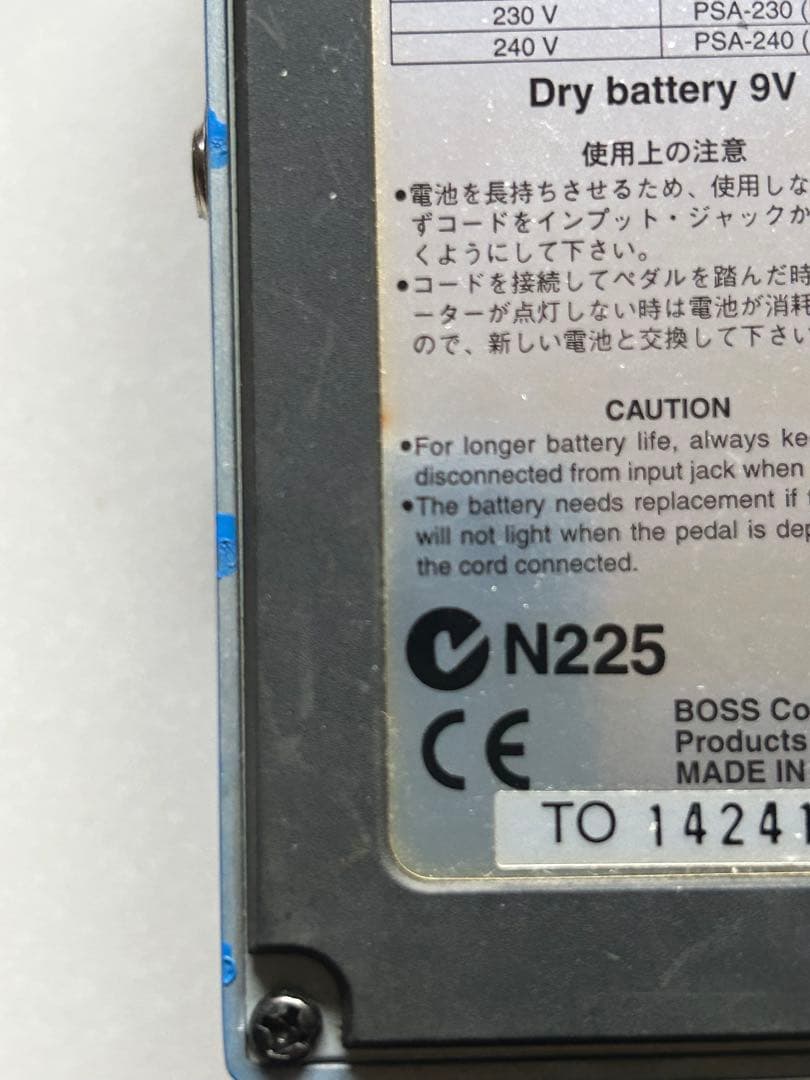 230 V PSA-230 (
240 V PSA-240 (
Dry battery 9V
使用上の注意
●電池を長持ちさせるため、使用しな
ずコードをインプット・ジャックか
くようにして下さい。
●コードを接続してペダルを踏んだ時
ーターが点灯しない時は電池が消耗
ので、新しい電池と交換して下さい
CAUTION
●For longer battery life, always ke
disconnected from input jack when
●The battery needs replacement if
will not light when the pedal is dep
the cord connected.
N225
CE
BOSS Co
Products
MADE IN
TO 14241